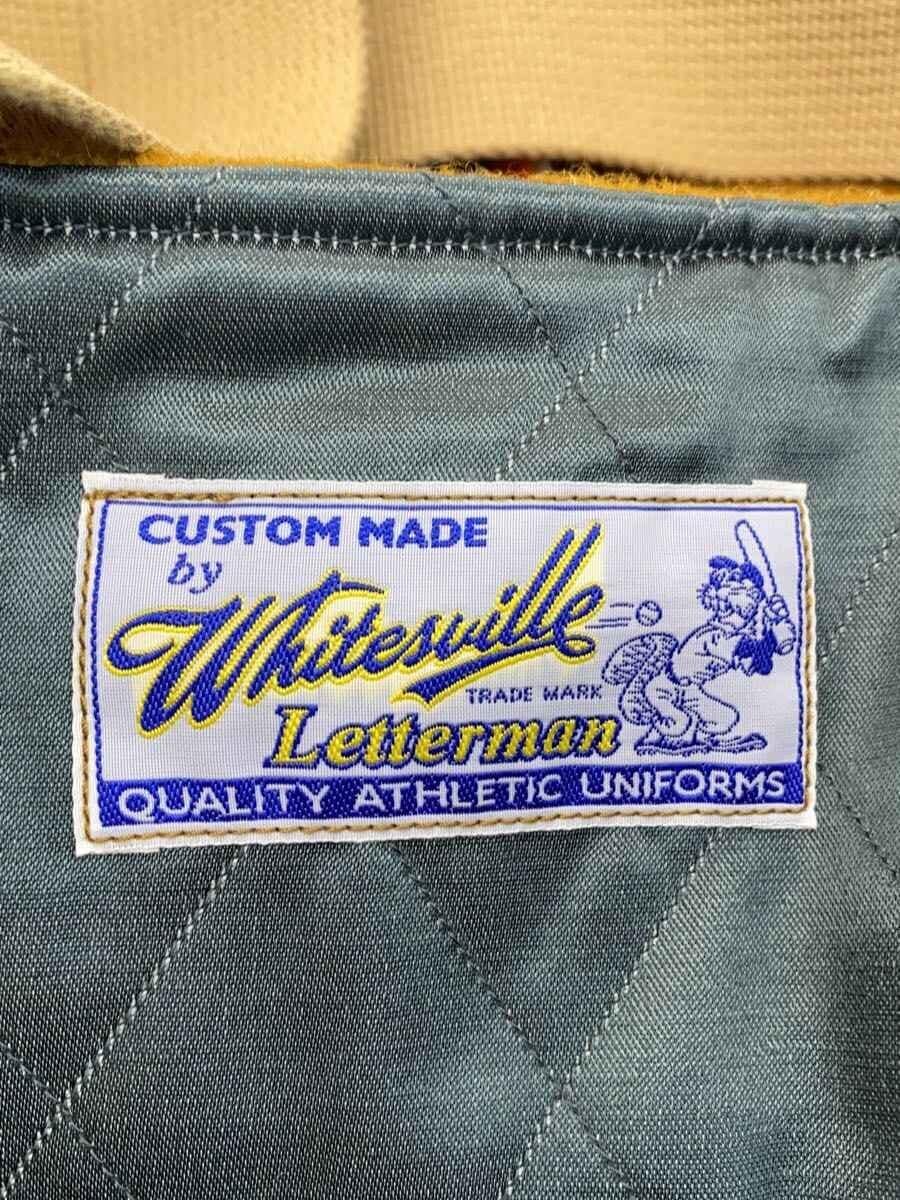 CUSTOM MADE
by
Whitesville
TRADE MARK
Letterman
QUALITY ATHLETIC UNIFORMS